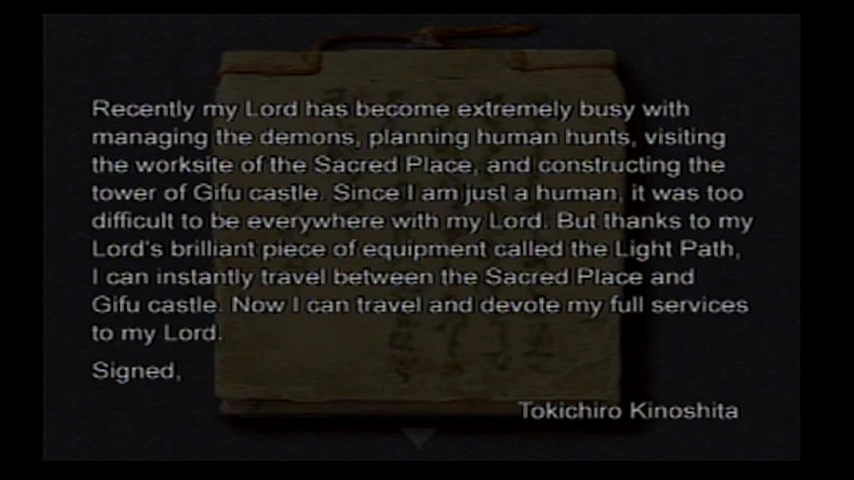 Recently my Lord has become extremely busy with
managing the demons, planning human hunts, visiting
the worksite of the Sacred Place, and constructing the
tower of Gifu castle. Since I am just a human, it was too
difficult to be everywhere with my Lord. But thanks to my
Lord's brilliant piece of equipment called the Light Path,
I can instantly travel between the Sacred Place and
Gifu castle. Now I can travel and devote my full services
to my Lord.
Signed,
Tokichiro Kinoshita